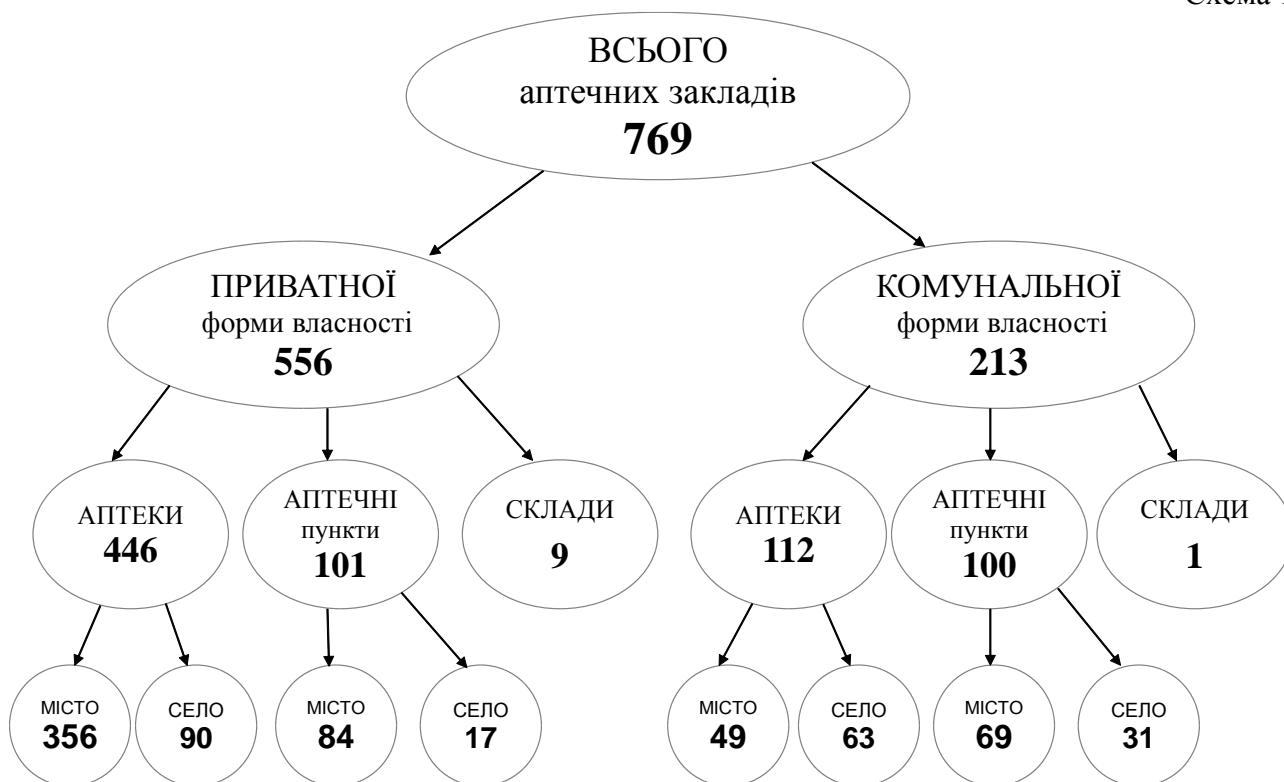 Схема
ВСЬОГО
аптечних закладів
769
ПРИВАТНОЇ
форми власності
556
КОМУНАЛЬНОЇ
форми власності
213
АПТЕКИ
446
АПТЕЧНІ
пункти
101
СКЛАДИ
9
АПТЕКИ
112
АПТЕЧНІ
пункти
100
СКЛАДИ
1
МІСТО
356
СЕЛО
90
МІСТО
84
СЕЛО
17
МІСТО
49
СЕЛО
63
МІСТО
69
СЕЛО
31